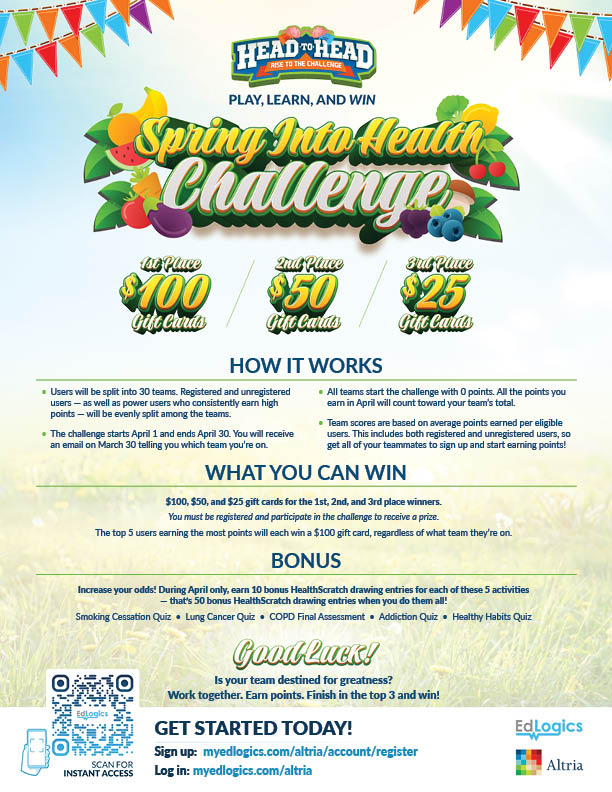 HEAD TO HEAD
RISE TO THE CHALLENGE
PLAY, LEARN, AND WIN
Spring Into Health
Challenge
1st Place
$100
Gift Cards
2nd Place
$50
Gift Cards
3rd Place
$25
Gift Cards
HOW IT WORKS
• Users will be split into 30 teams. Registered and unregistered
users — as well as power users who consistently earn high
points — will be evenly split among the teams.
• The challenge starts April 1 and ends April 30. You will receive
an email on March 30 telling you which team you're on.
• All teams start the challenge with 0 points. All the points you
earn in April will count toward your team's total.
• Team scores are based on average points earned per eligible
users. This includes both registered and unregistered users, so
get all of your teammates to sign up and start earning points!
WHAT YOU CAN WIN
$100, $50, and $25 gift cards for the 1st, 2nd, and 3rd place winners.
You must be registered and participate in the challenge to receive a prize.
The top 5 users earning the most points will each win a $100 gift card, regardless of what team they're on.
BONUS
Increase your odds! During April only, earn 10 bonus HealthScratch drawing entries for each of these 5 activities
— that's 50 bonus HealthScratch drawing entries when you do them all!
Smoking Cessation Quiz • Lung Cancer Quiz • COPD Final Assessment • Addiction Quiz • Healthy Habits Quiz
Good Luck!
Is your team destined for greatness?
Work together. Earn points. Finish in the top 3 and win!
EdLogics
SCAN FOR
INSTANT ACCESS
GET STARTED TODAY!
Sign up: myedlogics.com/altria/account/register
Log in: myedlogics.com/altria
EdLogics
Altria